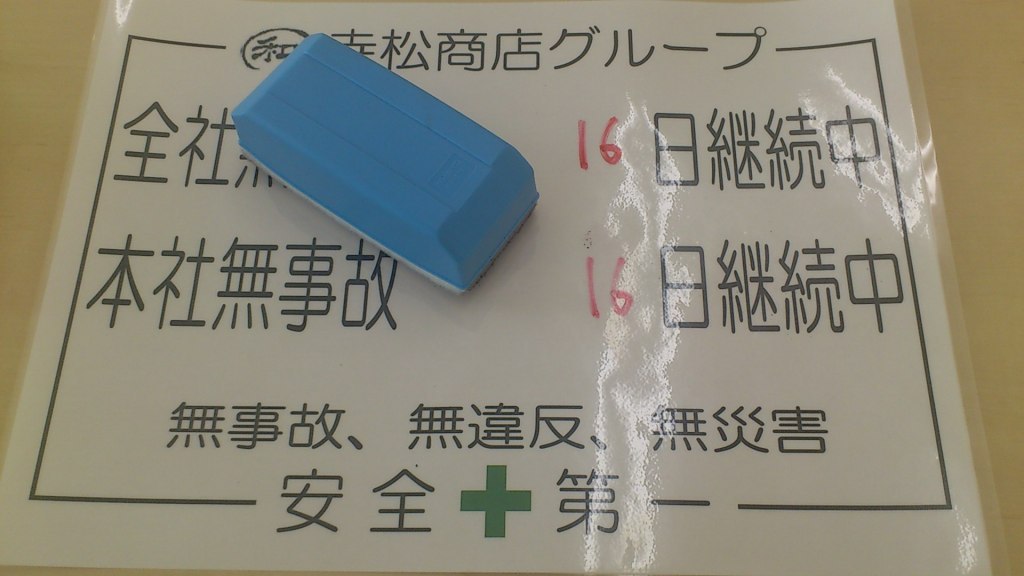 和 幸松商店グループ
全社無 16 日継続中
本社無事故 16 日継続中
無事故、無違反、無災害
安全 第一